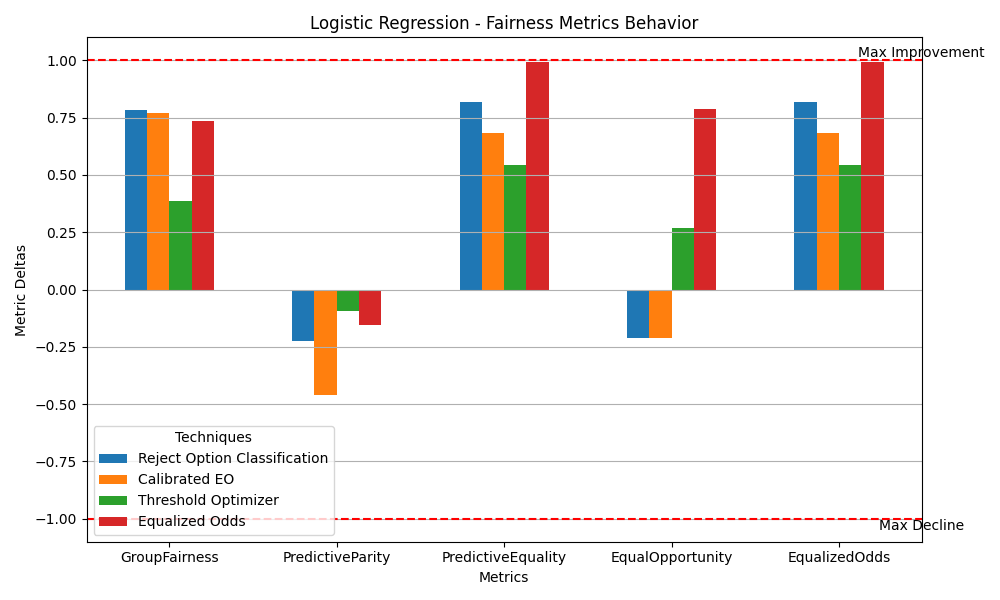 Logistic Regression - Fairness Metrics Behavior
Max Improvement
1.00
0.75
0.50
0.25
0.00
−0.25
−0.50
−0.75
−1.00
Metric Deltas
Techniques
Reject Option Classification
Calibrated EO
Threshold Optimizer
Equalized Odds
Max Decline
GroupFairness
PredictiveParity
PredictiveEquality
EqualOpportunity
EqualizedOdds
Metrics